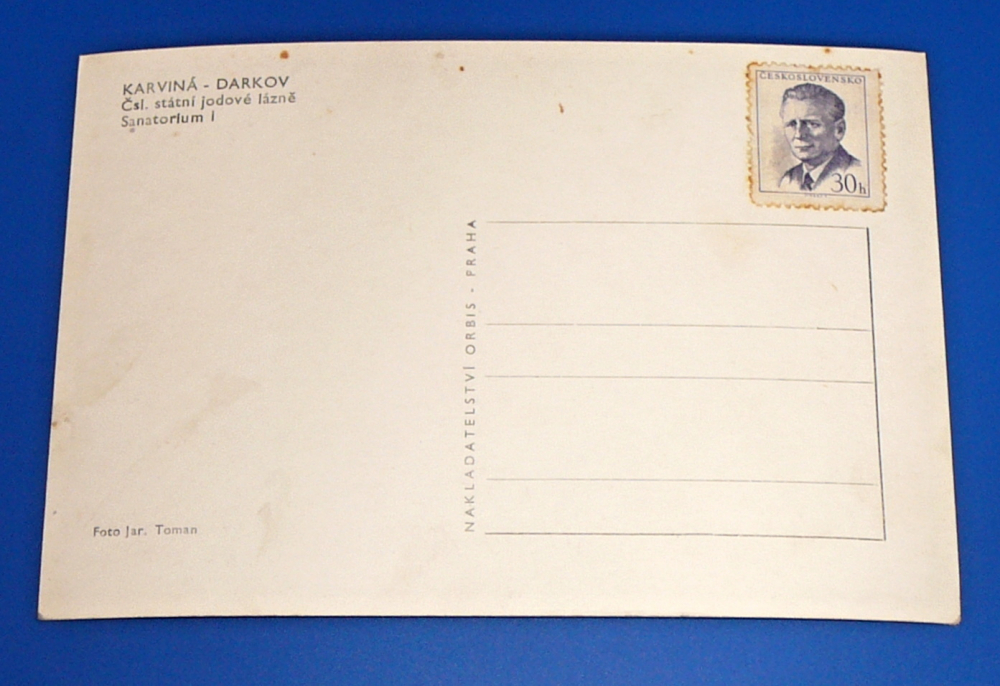 KARVINÁ - DARKOV
Čsl. státní jodové lázně
Sanatorium I
ČESKOSLOVENSKO
30h
NAKLADATELSTVÍ ORBIS - PRAHA
Foto Jar. Toman